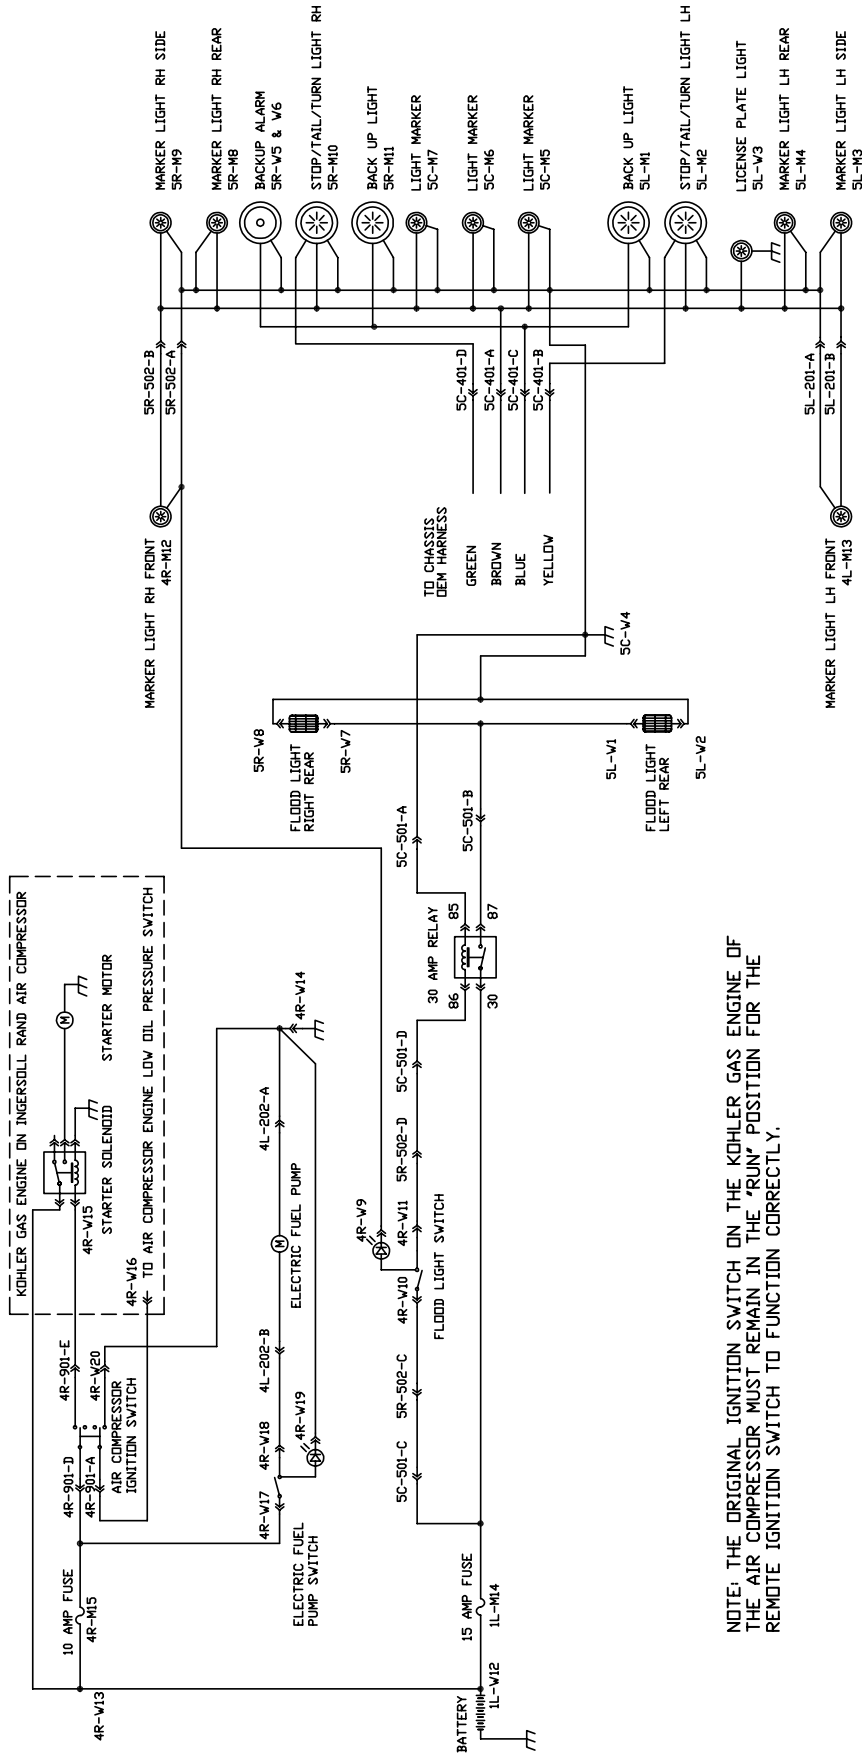 MARKER LIGHT RH SIDE
5R-M9
MARKER LIGHT RH REAR
5R-M8
BACKUP ALARM
5R-W5 & W6
STOP/TAIL/TURN LIGHT RH
5R-M10
BACK UP LIGHT
5R-M11
LIGHT MARKER
5C-M7
LIGHT MARKER
5C-M6
LIGHT MARKER
5C-M5
BACK UP LIGHT
5L-M1
STOP/TAIL/TURN LIGHT LH
5L-M2
LICENSE PLATE LIGHT
5L-W3
MARKER LIGHT LH REAR
5L-M4
MARKER LIGHT LH SIDE
5L-M3
5R-502-B
5R-502-A
5C-401-D
5C-401-A
5C-401-C
5C-401-B
5L-201-A
5L-201-B
MARKER LIGHT RH FRONT
4R-M12
TO CHASSIS
OEM HARNESS
GREEN
BROWN
BLUE
YELLOW
MARKER LIGHT LH FRONT
4L-M13
5C-W4
5R-W8
FLOOD LIGHT
RIGHT REAR
5R-W7
5L-W1
FLOOD LIGHT
LEFT REAR
5L-W2
5C-501-A
5C-501-B
30 AMP RELAY
85
87
86
30
KOHLER GAS ENGINE ON INGERSOLL RAND AIR COMPRESSOR
M
STARTER MOTOR
STARTER SOLENOID
4R-W15
4R-W16
TO AIR COMPRESSOR ENGINE LOW OIL PRESSURE SWITCH
4R-W14
4L-202-A
M
ELECTRIC FUEL PUMP
5C-501-D
5R-502-D
4R-W9
4R-W11
4R-W10
FLOOD LIGHT SWITCH
4R-901-E
4R-W20
AIR COMPRESSOR
IGNITION SWITCH
4R-901-D
4R-901-A
4L-202-B
4R-W18
4R-W19
4R-W17
ELECTRIC FUEL
PUMP SWITCH
5R-502-C
5C-501-C
10 AMP FUSE
4R-M15
15 AMP FUSE
1L-M14
4R-W13
BATTERY
1L-W12
NOTE: THE ORIGINAL IGNITION SWITCH ON THE KOHLER GAS ENGINE OF
THE AIR COMPRESSOR MUST REMAIN IN THE "RUN" POSITION FOR THE
REMOTE IGNITION SWITCH TO FUNCTION CORRECTLY.